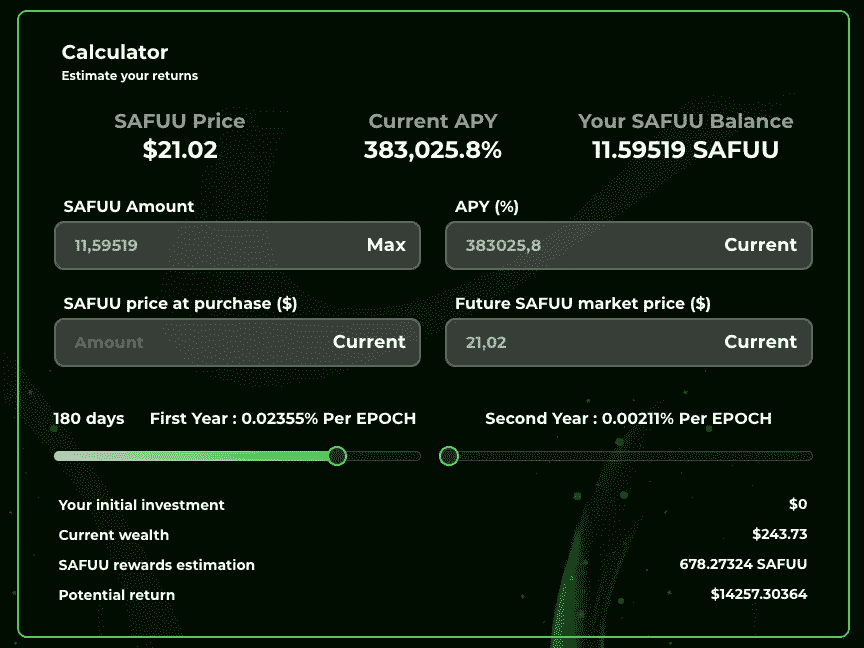 Calculator
Estimate your returns
SAFUU Price Current APY Your SAFUU Balance
$21.02 383,025.8% 11.59519 SAFUU
SAFUU Amount APY (%)
11,59519 Max 383025,8 Current
SAFUU price at purchase ($) Future SAFUU market price ($)
Amount Current 21,02 Current
180 days First Year : 0.02355% Per EPOCH Second Year : 0.00211% Per EPOCH
Your initial investment $0
Current wealth $243.73
SAFUU rewards estimation 678.27324 SAFUU
Potential return $14257.30364